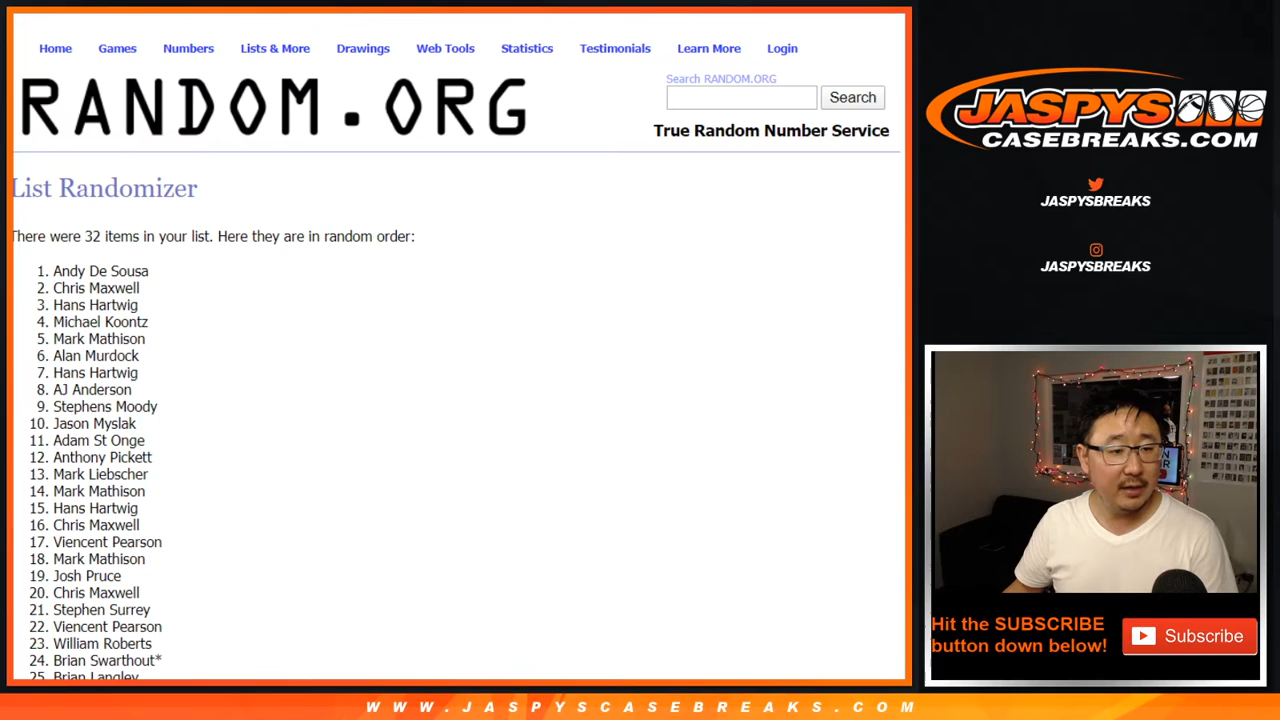 Home Games Numbers Lists & More Drawings Web Tools Statistics Testimonials Learn More Login
Search RANDOM.ORG
RANDOM.ORG
Search
True Random Number Service
List Randomizer
There were 32 items in your list. Here they are in random order:
1. Andy De Sousa
2. Chris Maxwell
3. Hans Hartwig
4. Michael Koontz
5. Mark Mathison
6. Alan Murdock
7. Hans Hartwig
8. AJ Anderson
9. Stephens Moody
10. Jason Myslak
11. Adam St Onge
12. Anthony Pickett
13. Mark Liebscher
14. Mark Mathison
15. Hans Hartwig
16. Chris Maxwell
17. Viencent Pearson
18. Mark Mathison
19. Josh Pruce
20. Chris Maxwell
21. Stephen Surrey
22. Viencent Pearson
23. William Roberts
24. Brian Swarthout*
25. Brian Langley
JASPYS
CASEBREAKS.COM
JASPYSBREAKS
JASPYSBREAKS
Hit the SUBSCRIBE
button down below!
Subscribe
WWW.JASPYSCASEBREAKS.COM